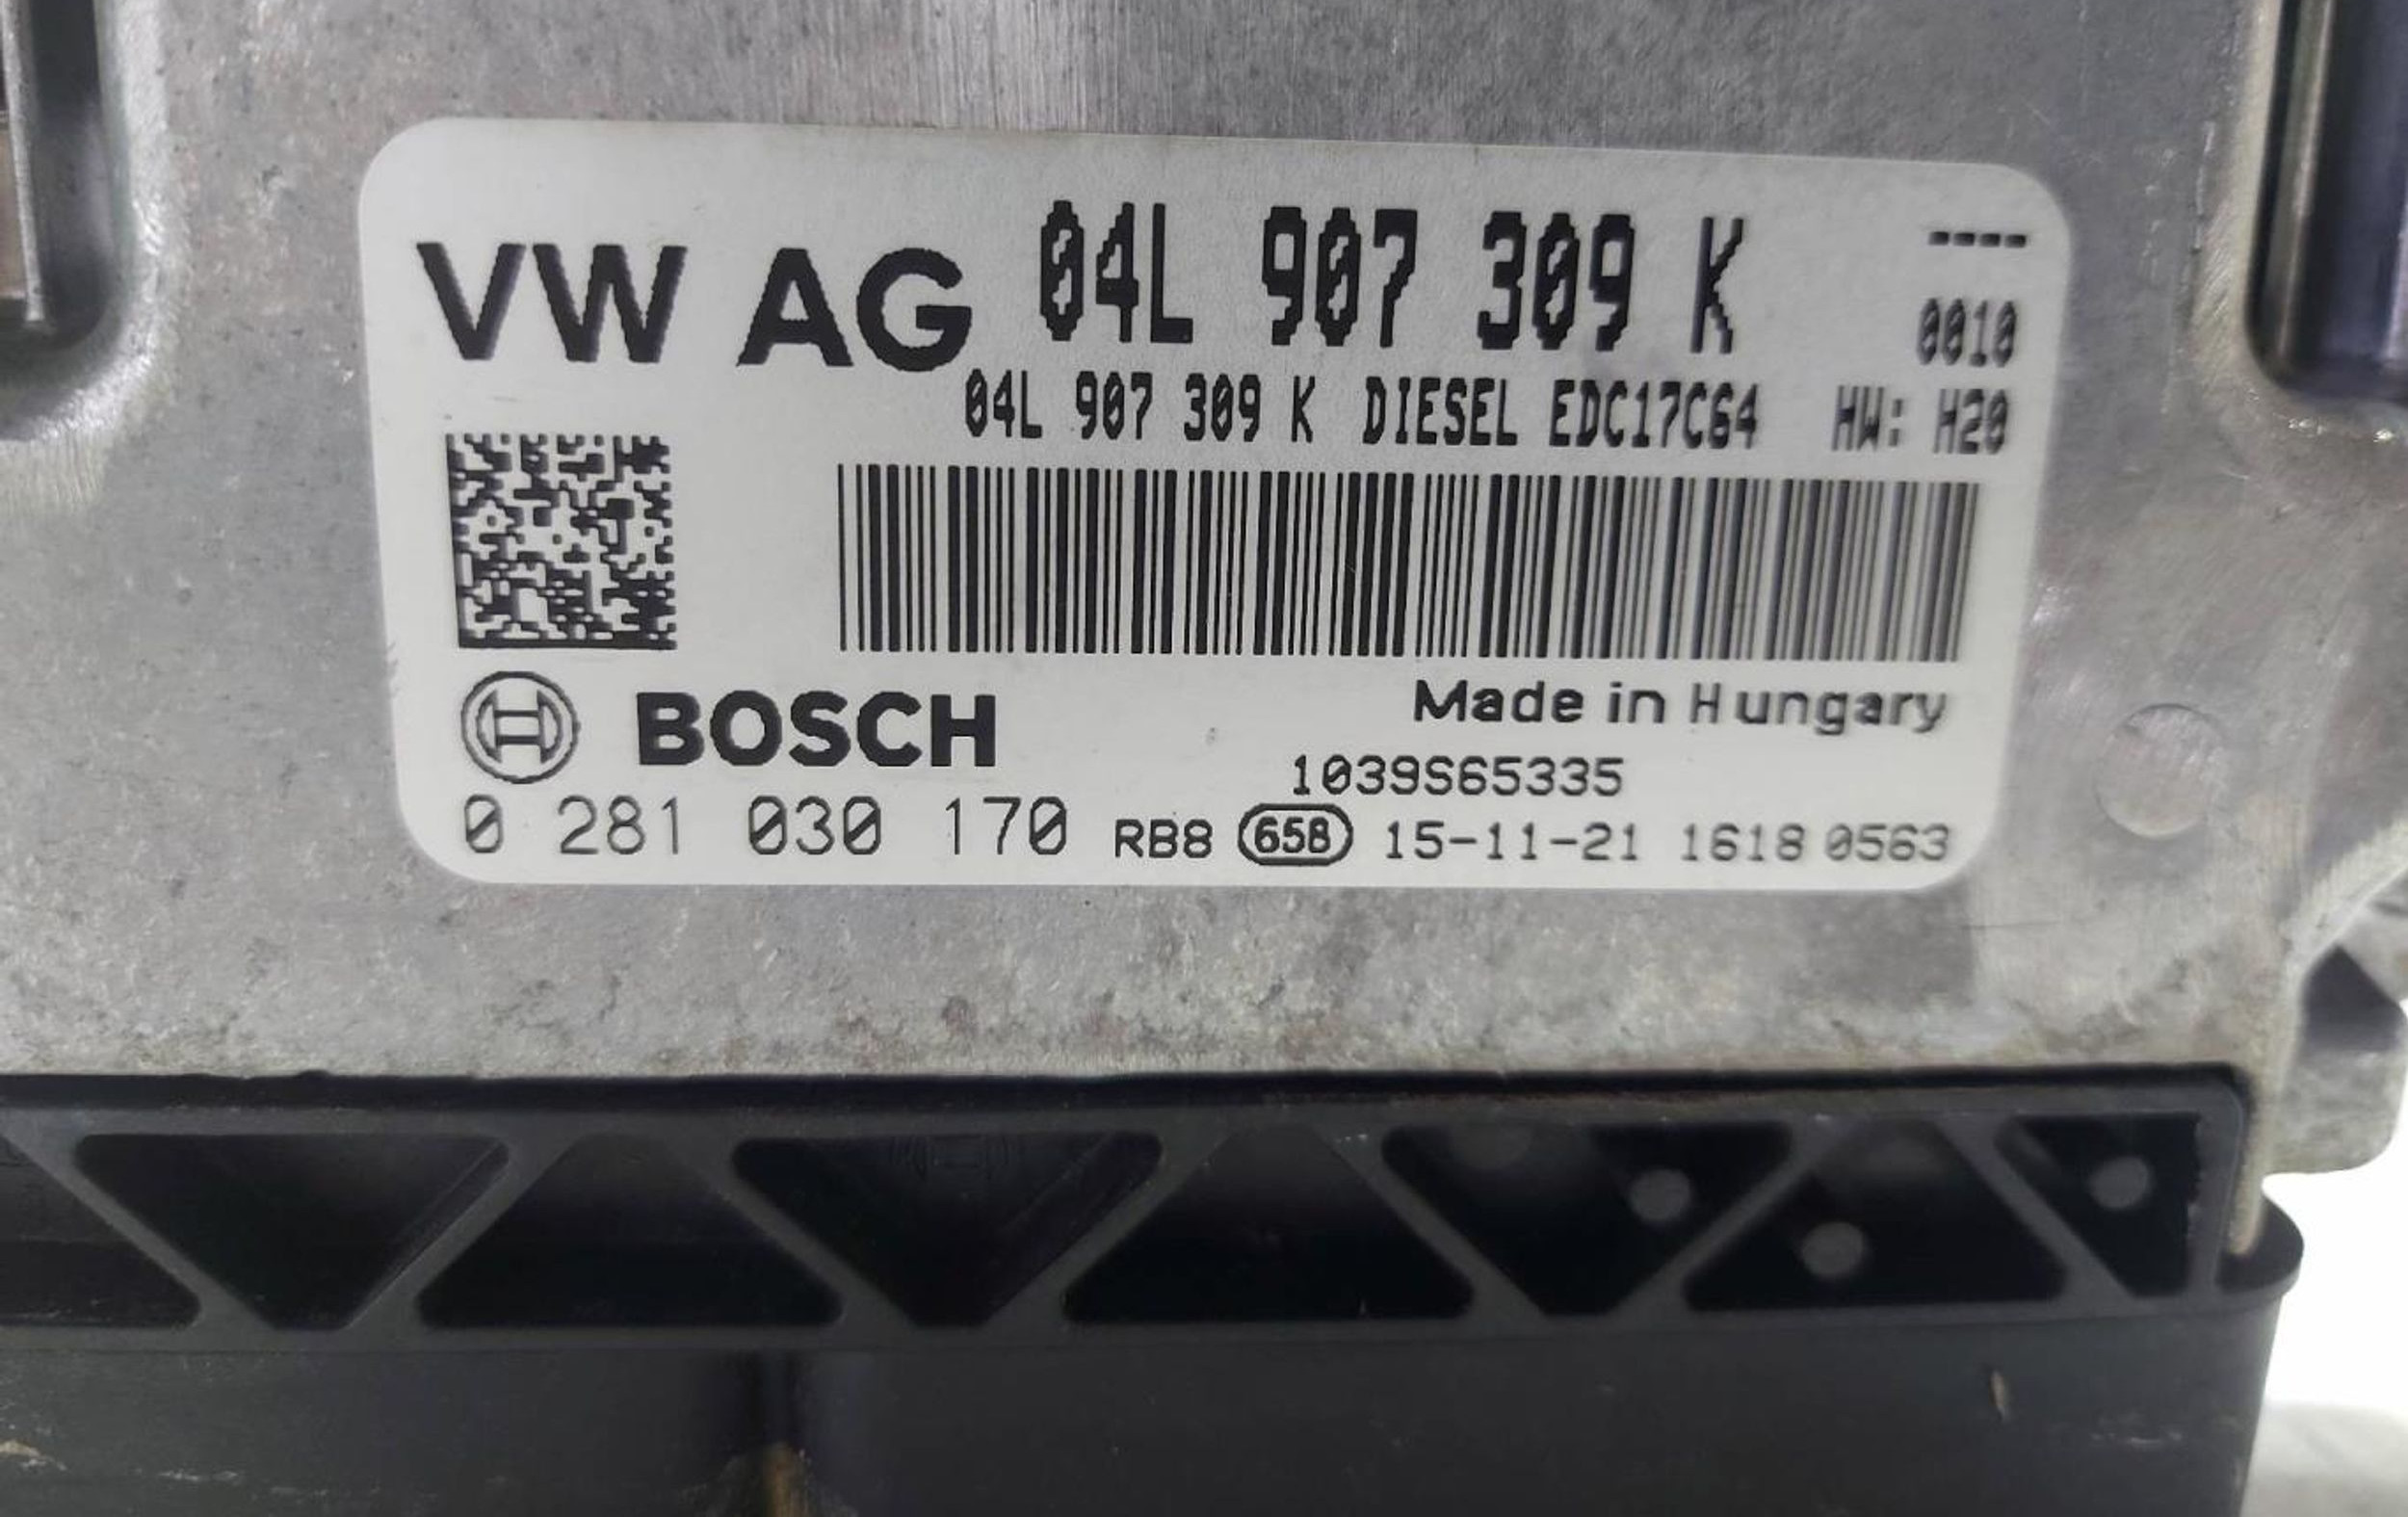 VW AG 04L 907 309 K ----
0010
04L 907 309 K DIESEL EDC17C64 HW: H20
BOSCH Made in Hungary
1039S65335
0 281 030 170 RB8 658 15-11-21 1618 0563